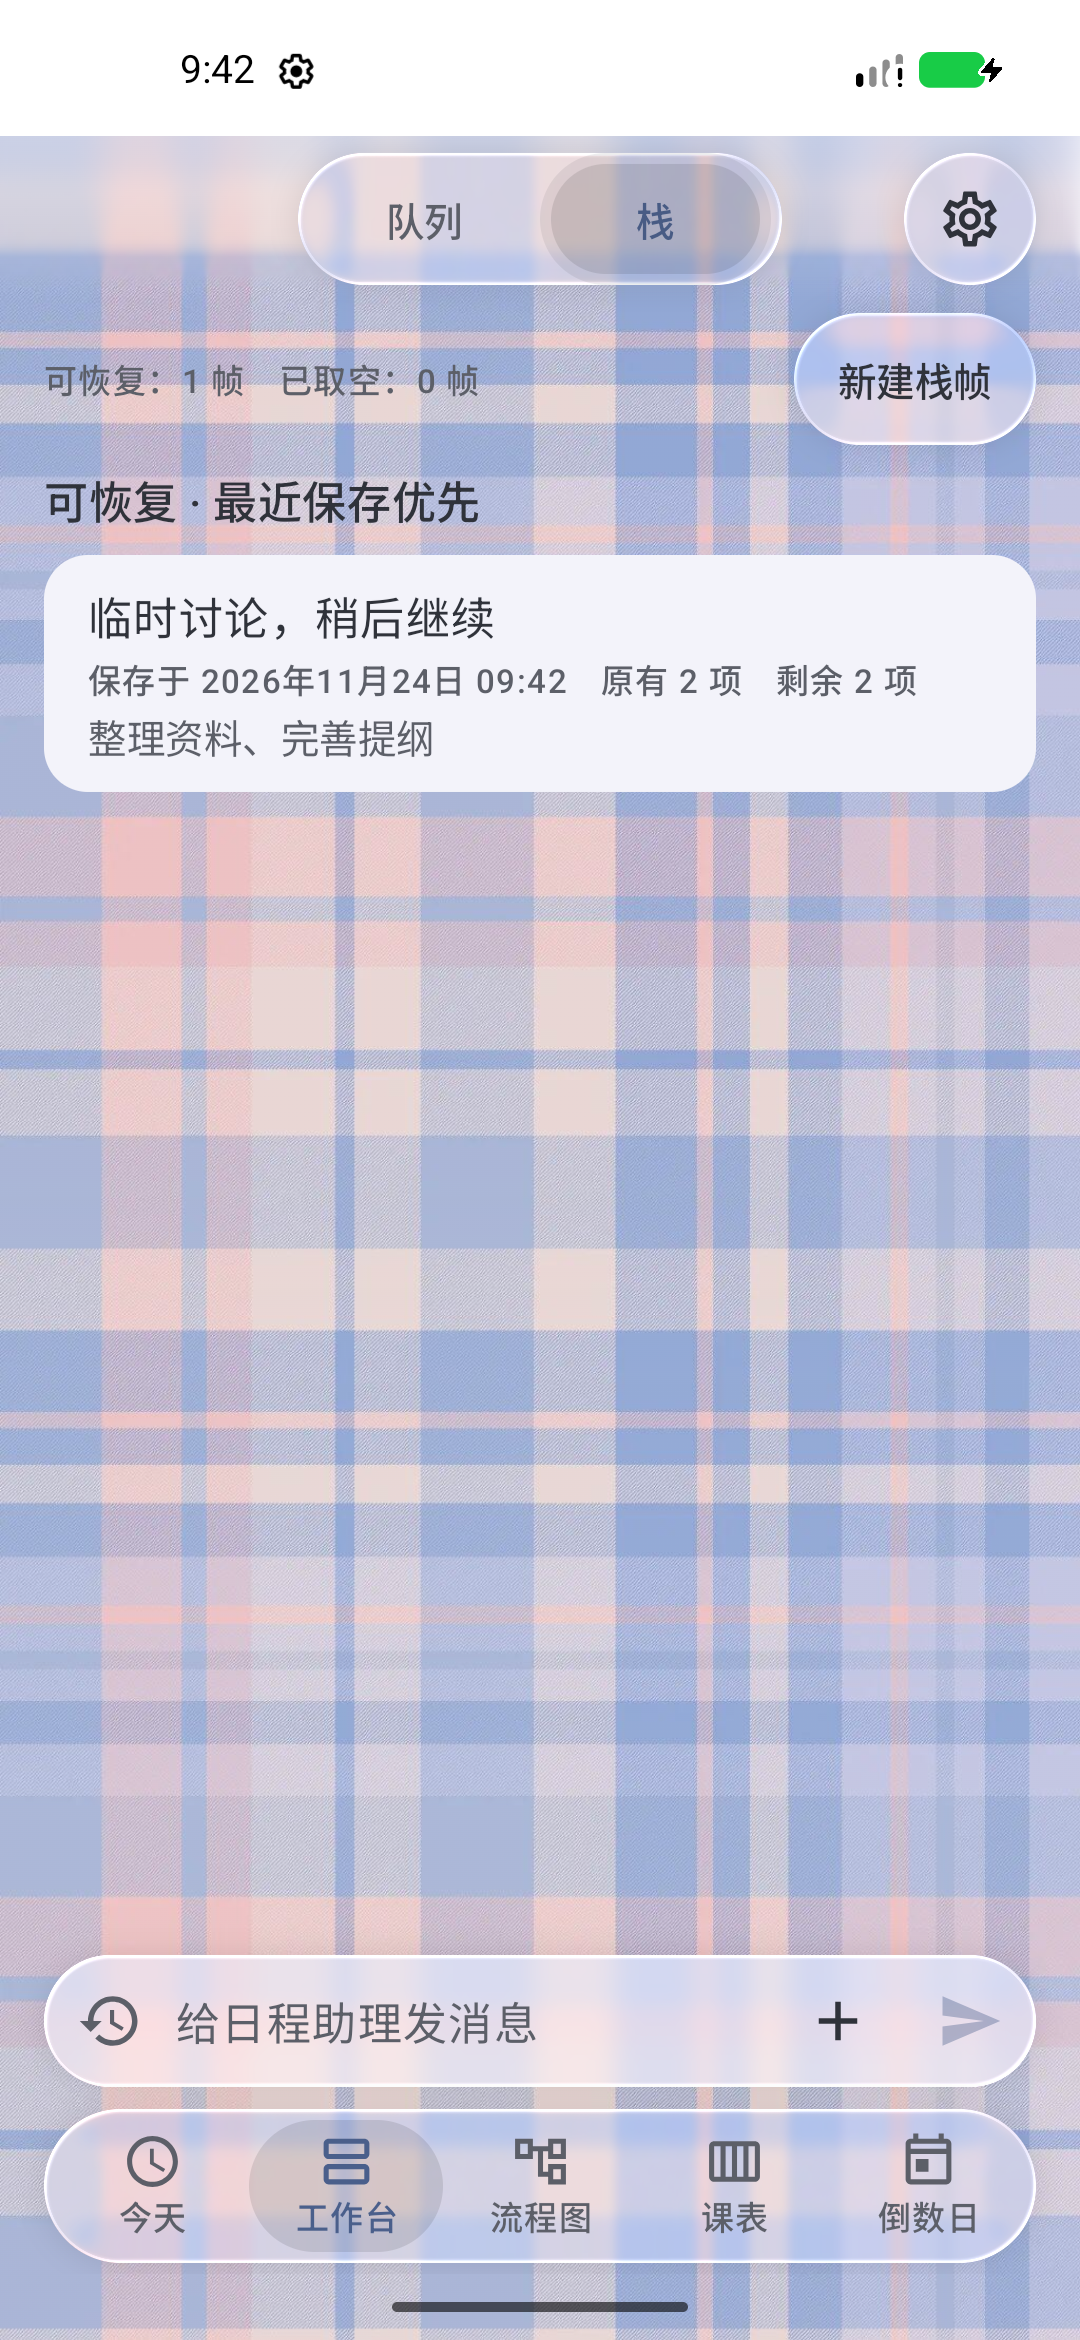 9:42
队列
栈
可恢复：1 帧 已取空：0 帧
新建栈帧
可恢复 · 最近保存优先
临时讨论，稍后继续
保存于 2026年11月24日 09:42 原有 2 项 剩余 2 项
整理资料、完善提纲
给日程助理发消息
今天
工作台
流程图
课表
倒数日